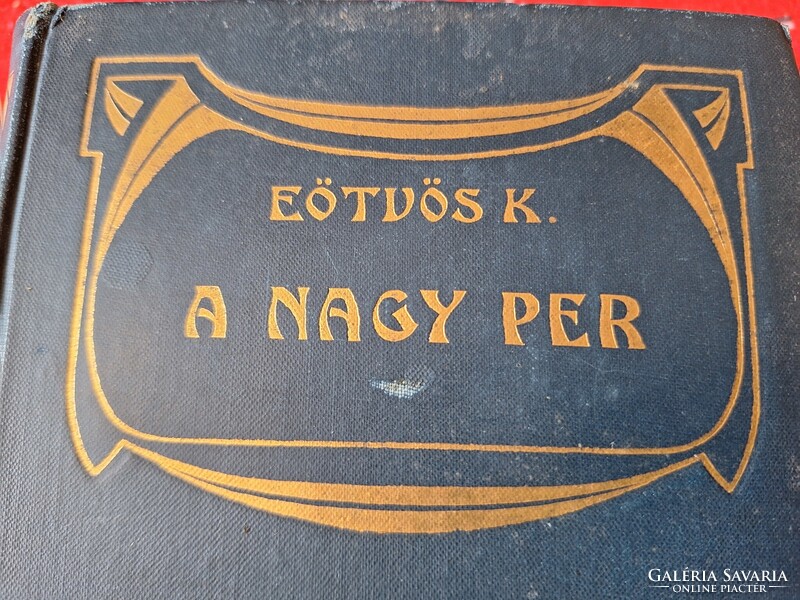 EÖTVÖS K.
A NAGY PER
GALÉRIA SAVARIA
ONLINE PIACTÉR